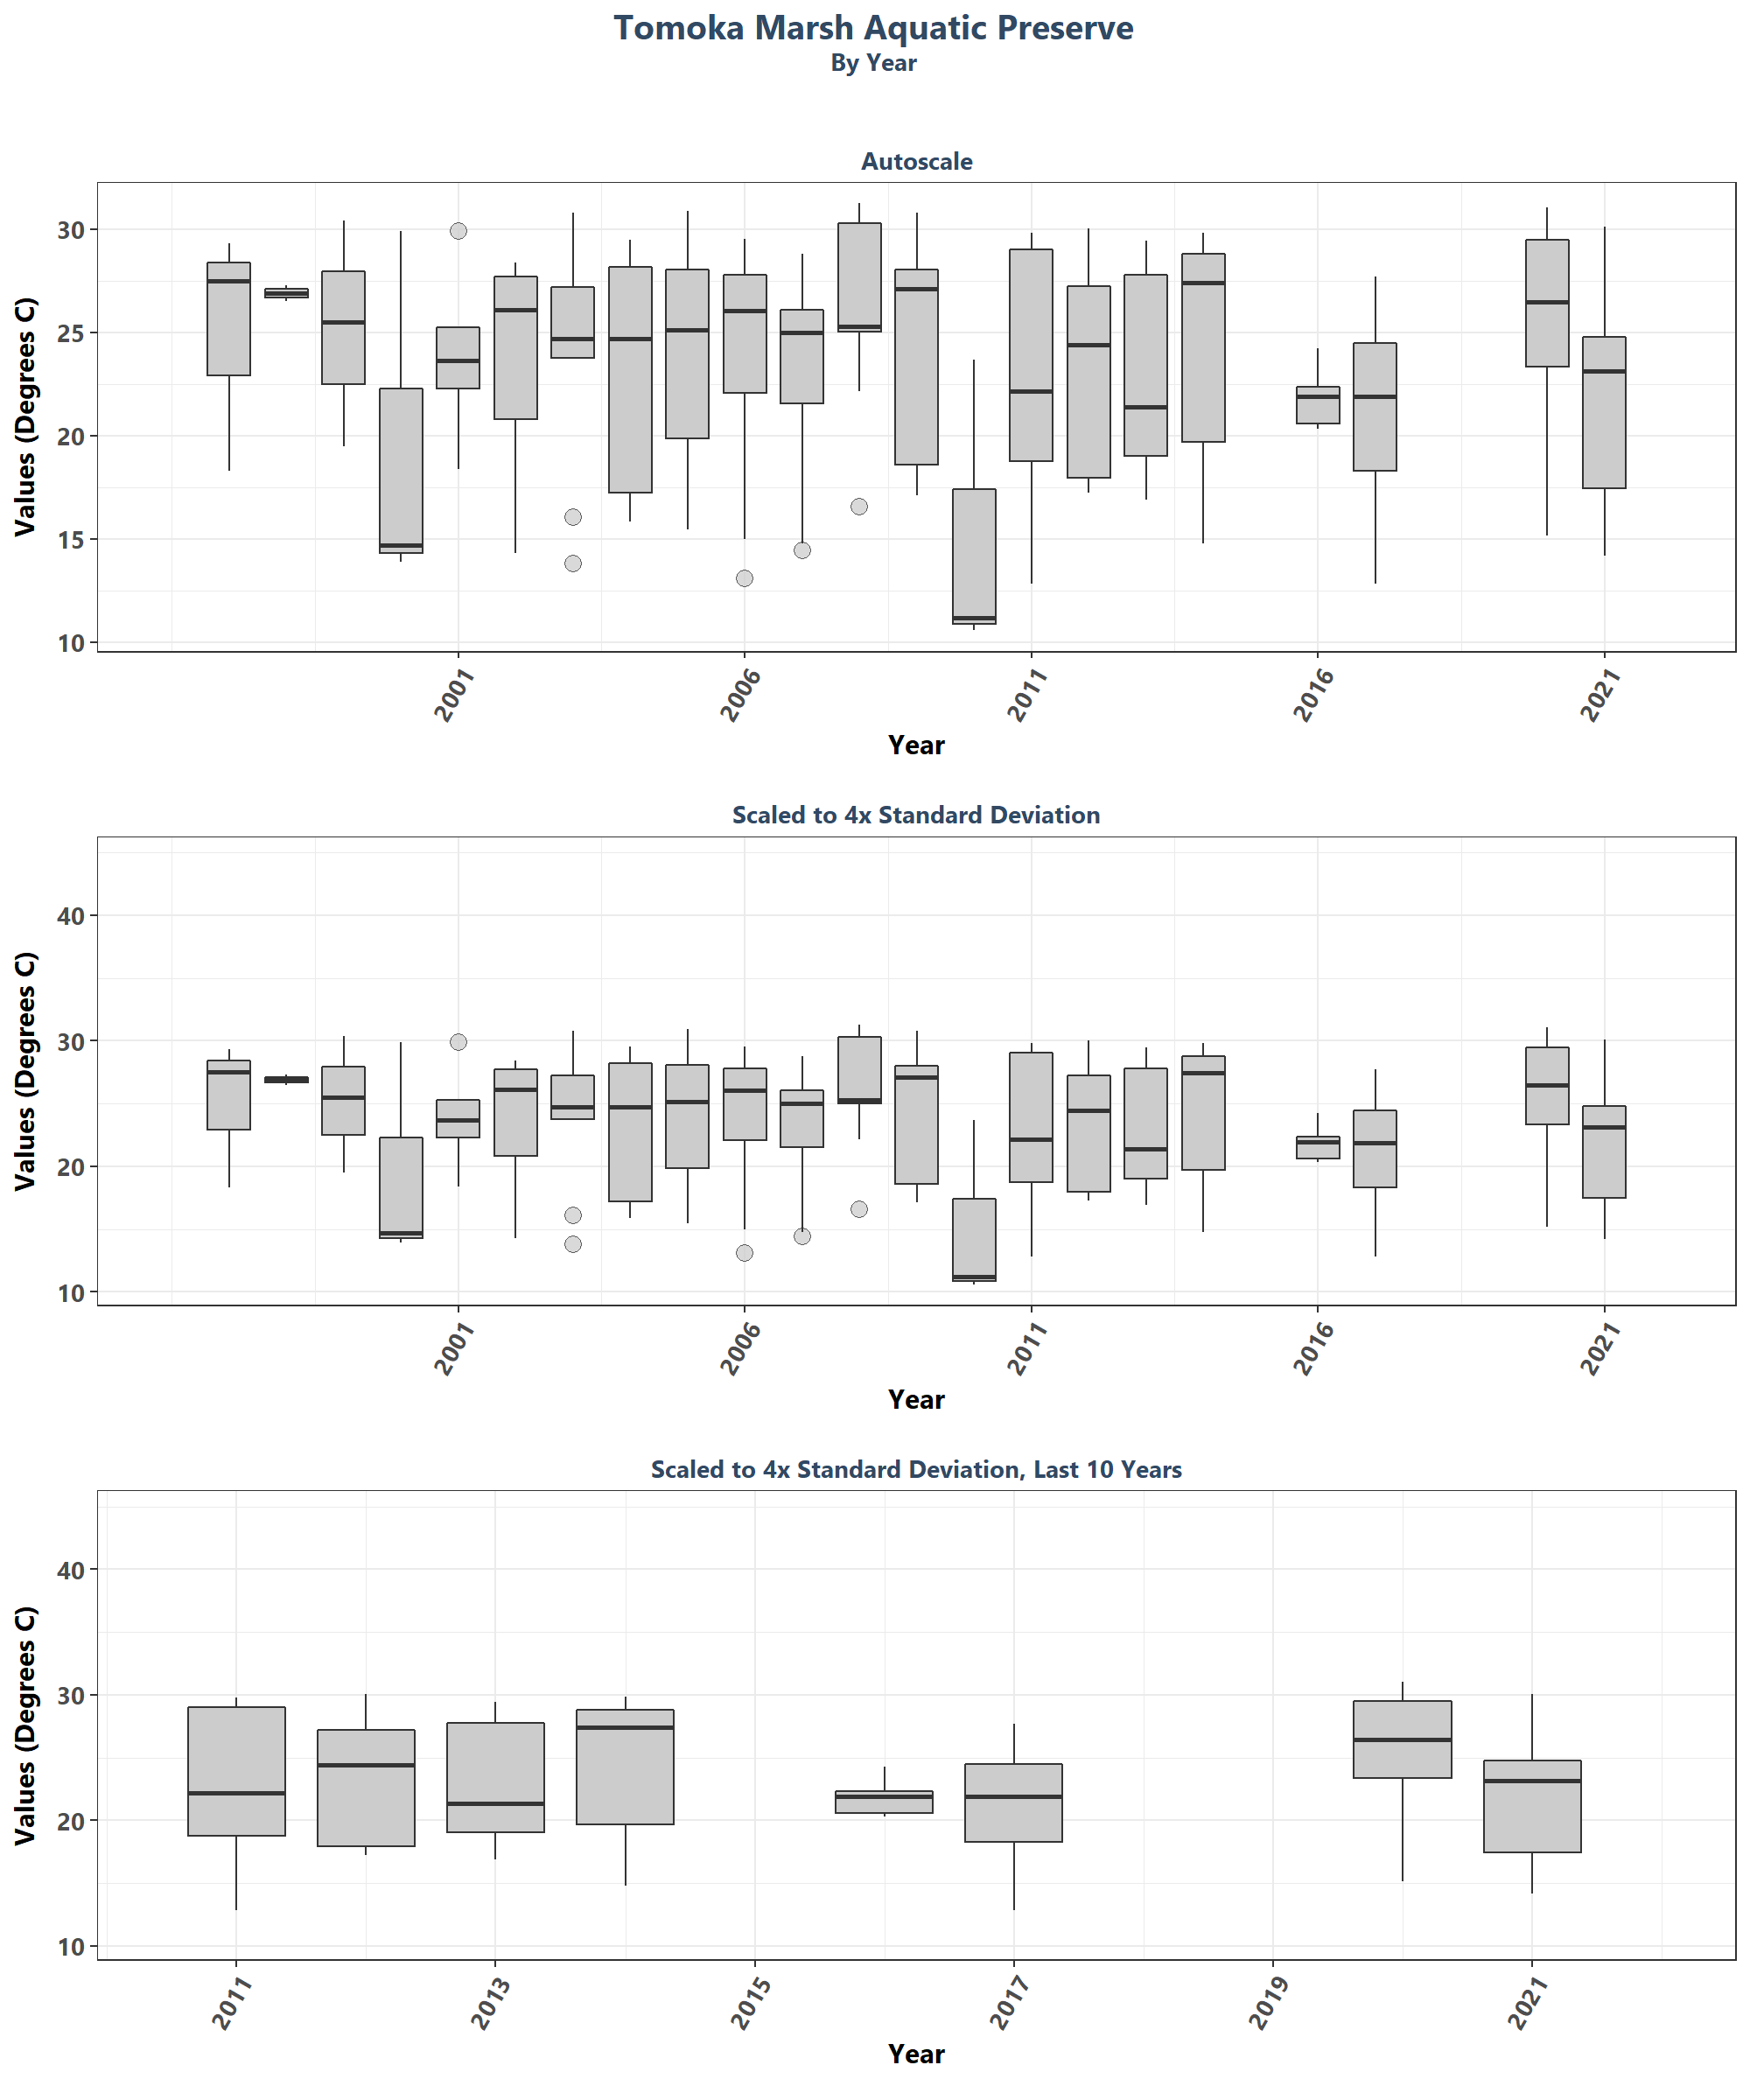 Tomoka Marsh Aquatic Preserve
By Year
Autoscale
Values (Degrees C)
30
25
20
15
10
2001
2006
2011
2016
2021
Year
Scaled to 4x Standard Deviation
Values (Degrees C)
40
30
20
10
2001
2006
2011
2016
2021
Year
Scaled to 4x Standard Deviation, Last 10 Years
Values (Degrees C)
40
30
20
10
2011
2013
2015
2017
2019
2021
Year